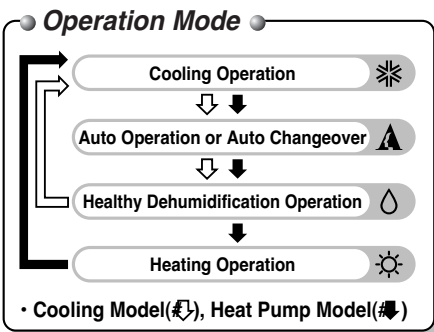 Operation Mode
Cooling Operation
Auto Operation or Auto Changeover
Healthy Dehumidification Operation
Heating Operation
• Cooling Model(#⇩), Heat Pump Model(#⬇)